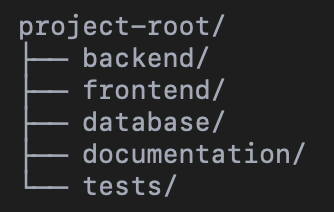 project-root/
├── backend/
├── frontend/
├── database/
├── documentation/
└── tests/